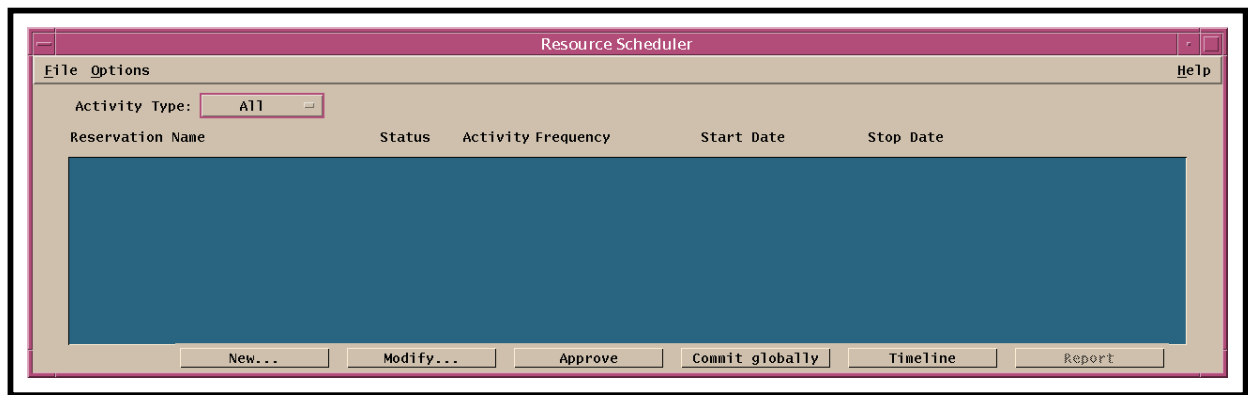 Resource Scheduler
File Options Help
Activity Type: All
Reservation Name Status Activity Frequency Start Date Stop Date
New... Modify... Approve Commit globally Timeline Report